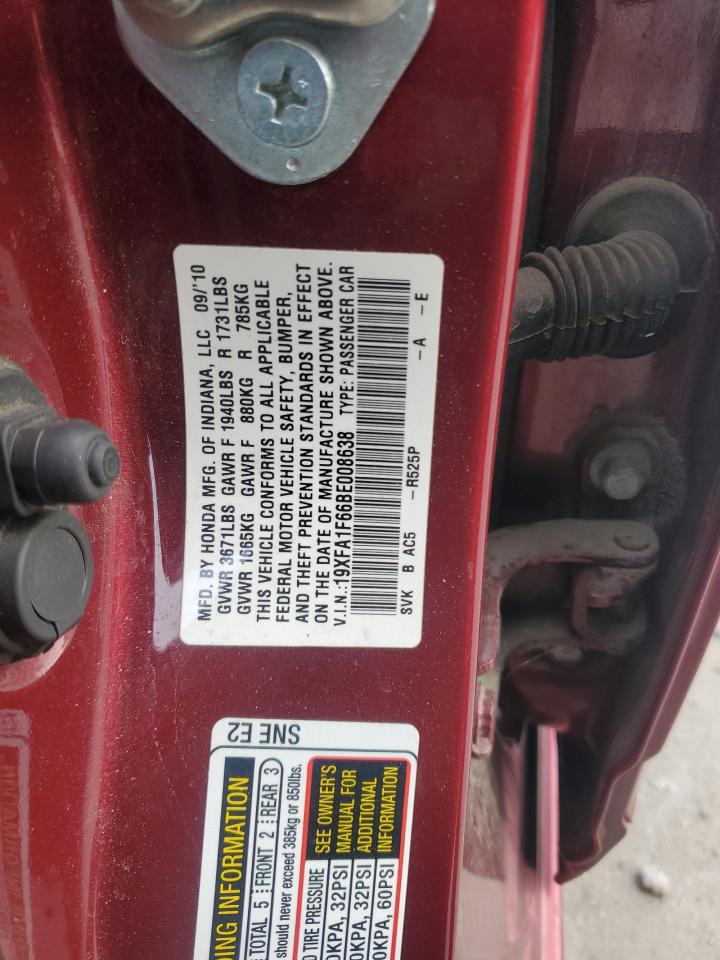 MFD. BY HONDA MFG. OF INDIANA, LLC 09/'10
GVWR 3671LBS GAWR F 1940LBS R 1731LBS
GVWR 1665KG GAWR F 880KG R 785KG
THIS VEHICLE CONFORMS TO ALL APPLICABLE
FEDERAL MOTOR VEHICLE SAFETY, BUMPER,
AND THEFT PREVENTION STANDARDS IN EFFECT
ON THE DATE OF MANUFACTURE SHOWN ABOVE.
V.I.N.:19XFA1F66BE008638 TYPE: PASSENGER CAR
SVK B AC5 -R525P -A -E
SNE E2
INFORMATION
TOTAL 5 FRONT 2 REAR 3
should never exceed 385kg or 850lbs.
TIRE PRESSURE
SEE OWNER'S
MANUAL FOR
ADDITIONAL
INFORMATION
0KPA, 32PSI
0KPA, 32PSI
0KPA, 60PSI